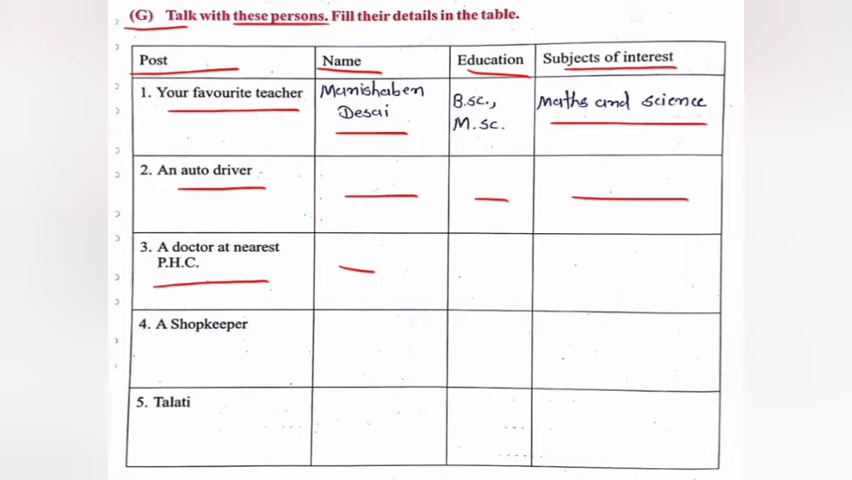 (G) Talk with these persons. Fill their details in the table.
Post Name Education Subjects of interest
1. Your favourite teacher Manishaben Desai B.sc., M.sc. Maths and science
2. An auto driver
3. A doctor at nearest
P.H.C.
4. A Shopkeeper
5. Talati